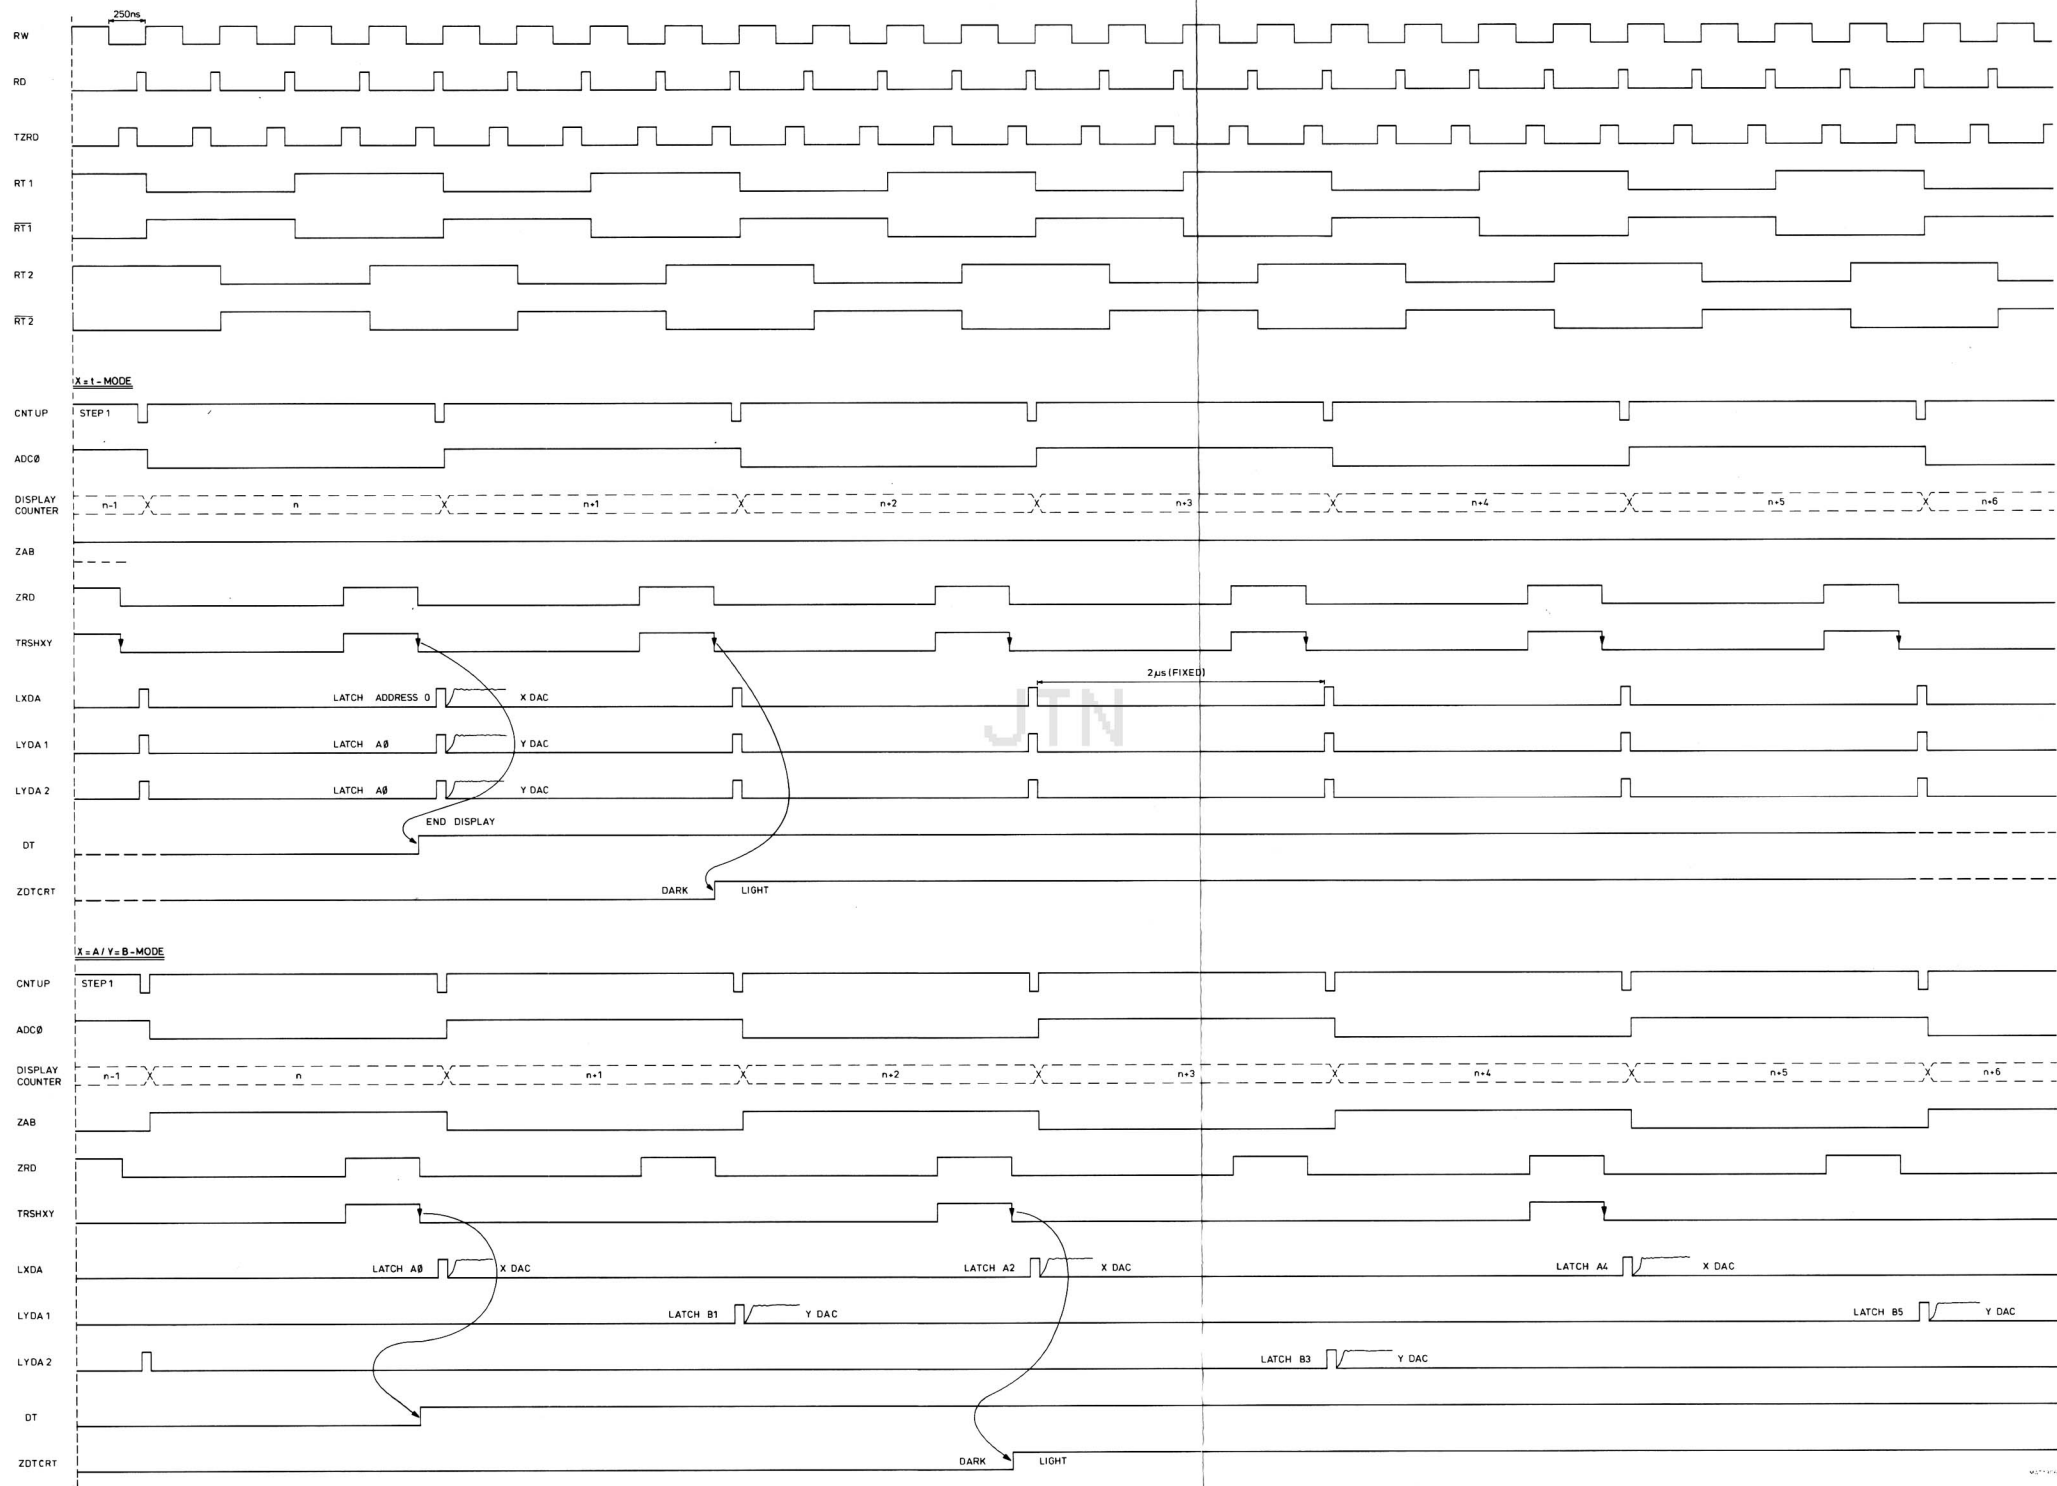 250ns
RW
RD
TZRD
RT 1
RT1
RT 2
RT2
X = t - MODE
CNTUP STEP 1
ADCØ
DISPLAY COUNTER n-1 X n X n+1 X n+2 X n+3 X n+4 X n+5 X n+6
ZAB
ZRD
TRSHXY
2µs (FIXED)
LXDA LATCH ADDRESS 0 X DAC
JTN
LYDA 1 LATCH AØ Y DAC
LYDA 2 LATCH AØ Y DAC
END DISPLAY
DT
ZDTCRT DARK LIGHT
X = A / Y = B - MODE
CNTUP STEP 1
ADCØ
DISPLAY COUNTER n-1 X n X n+1 X n+2 X n+3 X n+4 X n+5 X n+6
ZAB
ZRD
TRSHXY
LXDA LATCH AØ X DAC LATCH A2 X DAC LATCH A4 X DAC
LYDA 1 LATCH B1 Y DAC LATCH B5 Y DAC
LYDA 2 LATCH B3 Y DAC
DT
ZDTCRT DARK LIGHT